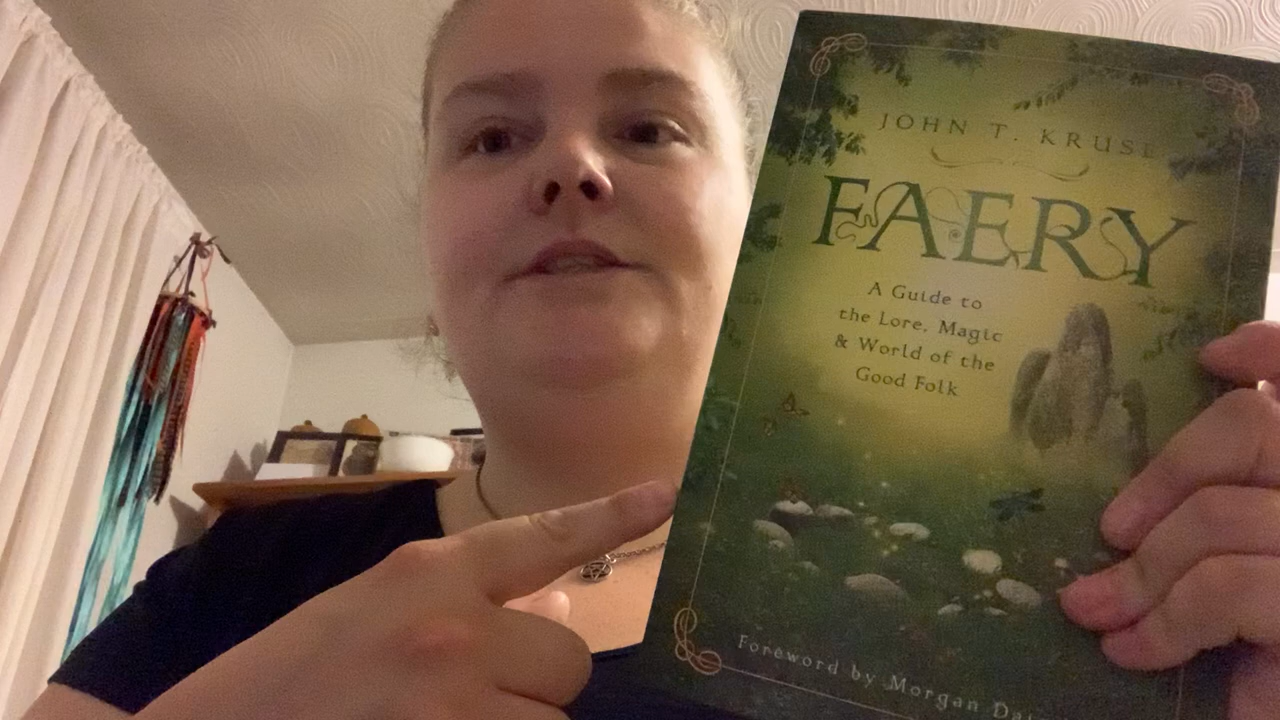 JOHN T. KRUSE
FAERY
A Guide to
the Lore, Magic
& World of the
Good Folk
Foreword by Morgan